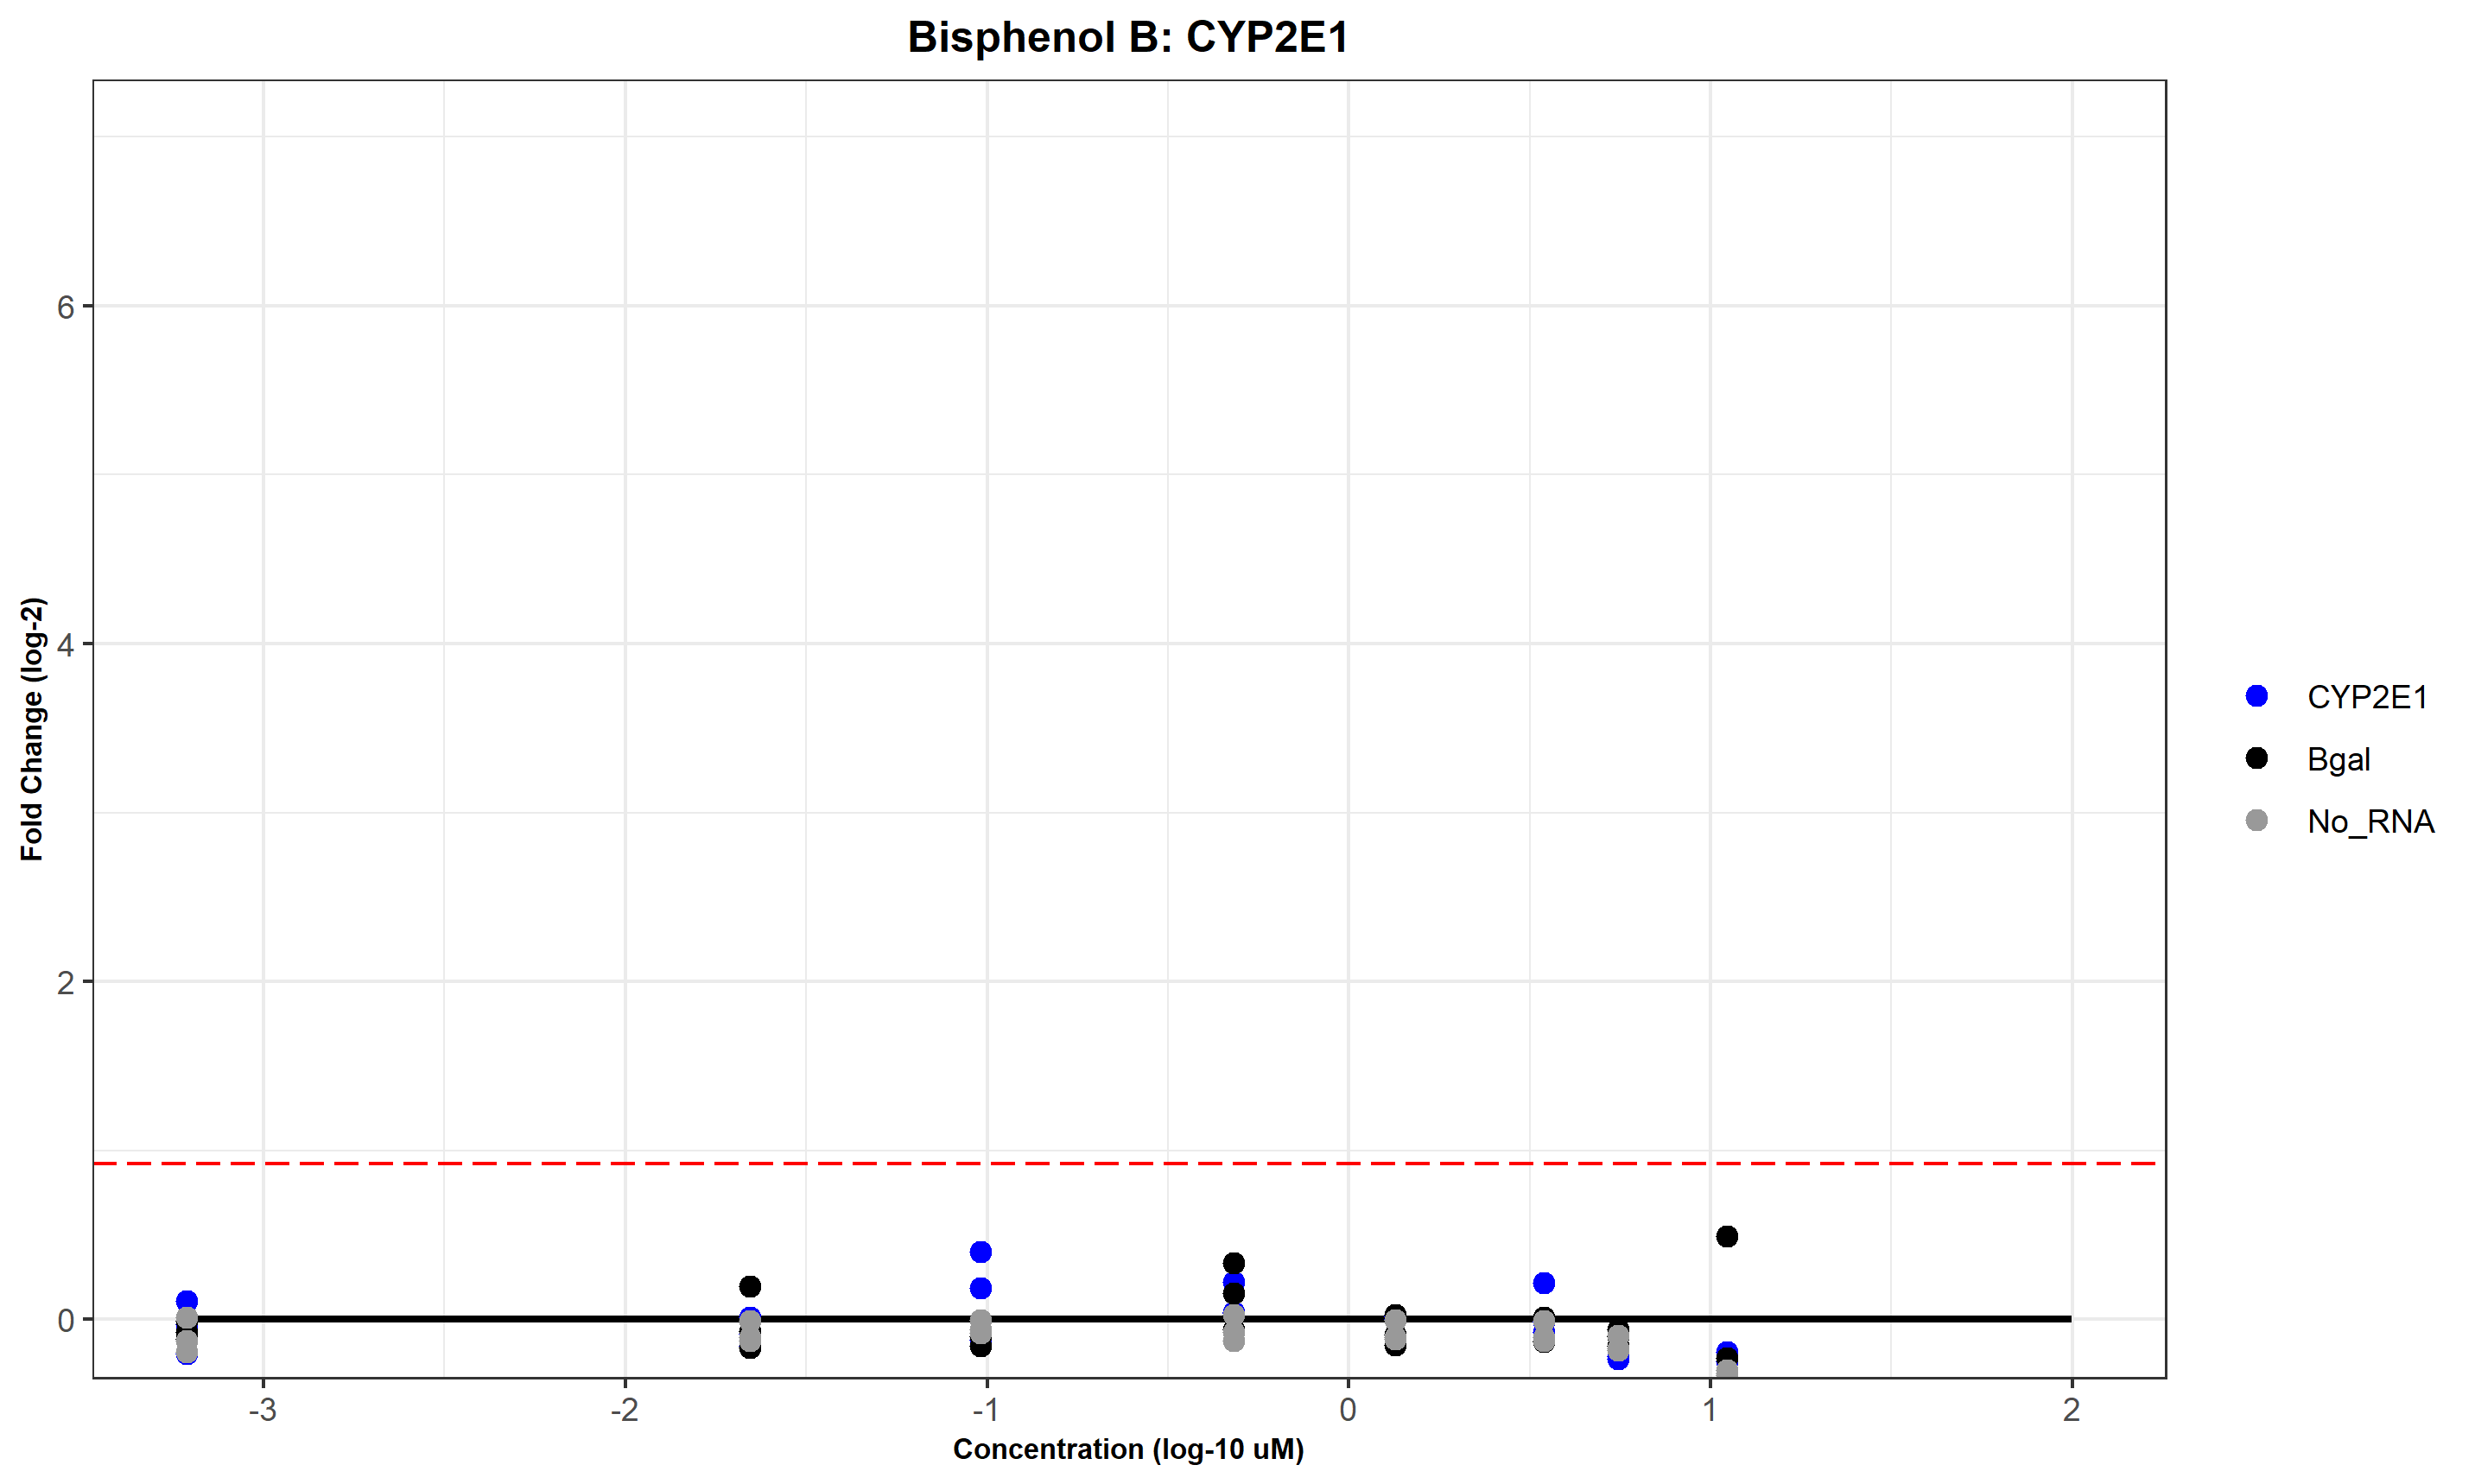 Bisphenol B: CYP2E1
Fold Change (log-2)
6
4
2
0
-3
-2
-1
0
1
2
Concentration (log-10 uM)
CYP2E1
Bgal
No_RNA